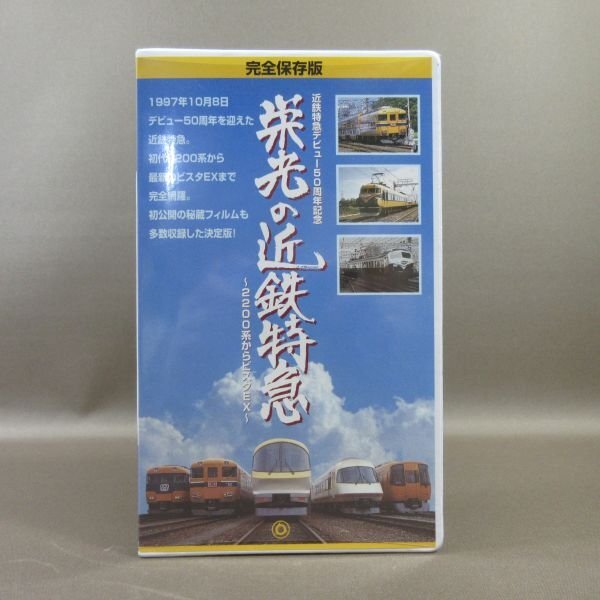 完全保存版
近鉄特急デビュー50周年記念
栄光の近鉄特急
～2200系からビスタEX～
1997年10月8日
デビュー50周年を迎えた
近鉄特急。
初代2200系から
最新のビスタEXまで
完全網羅。
初公開の秘蔵フィルムも
多数収録した決定版!